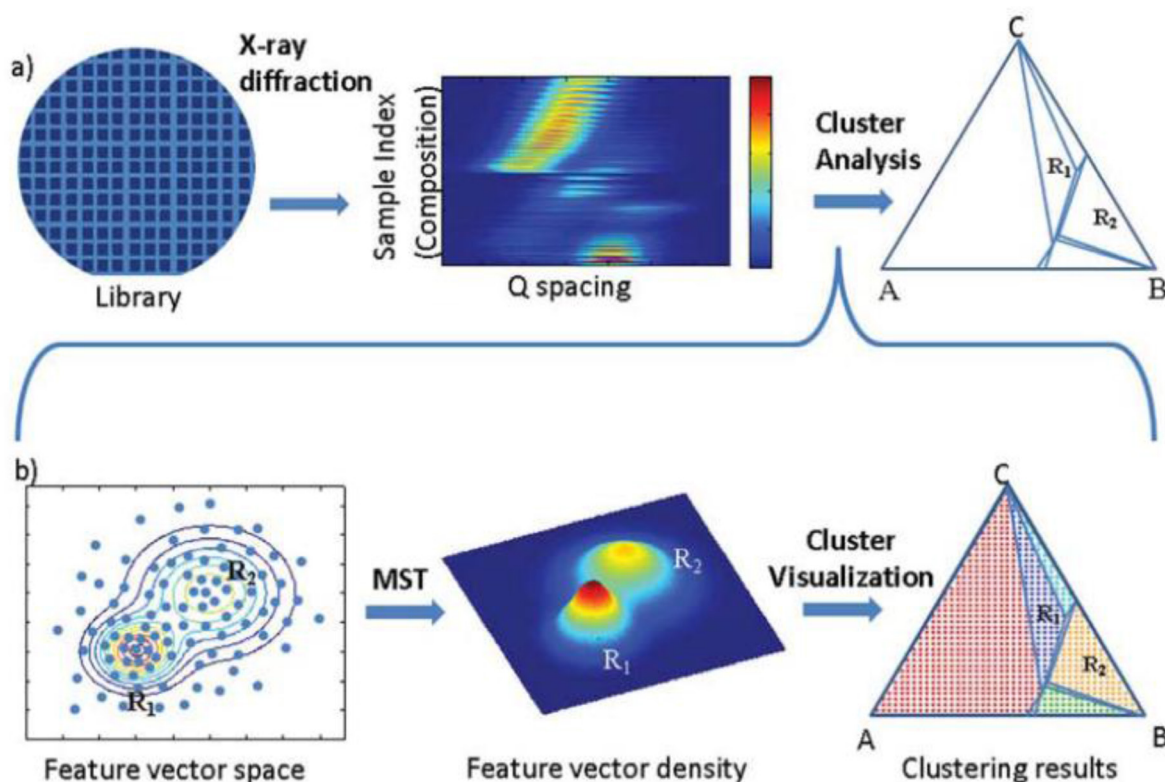 a)
X-ray
diffraction
Library
Sample Index
(Composition)
Q spacing
Cluster
Analysis
C
R1
R2
A
B
b)
R2
R1
Feature vector space
MST
R2
R1
Feature vector density
Cluster
Visualization
C
R1
R2
A
B
Clustering results